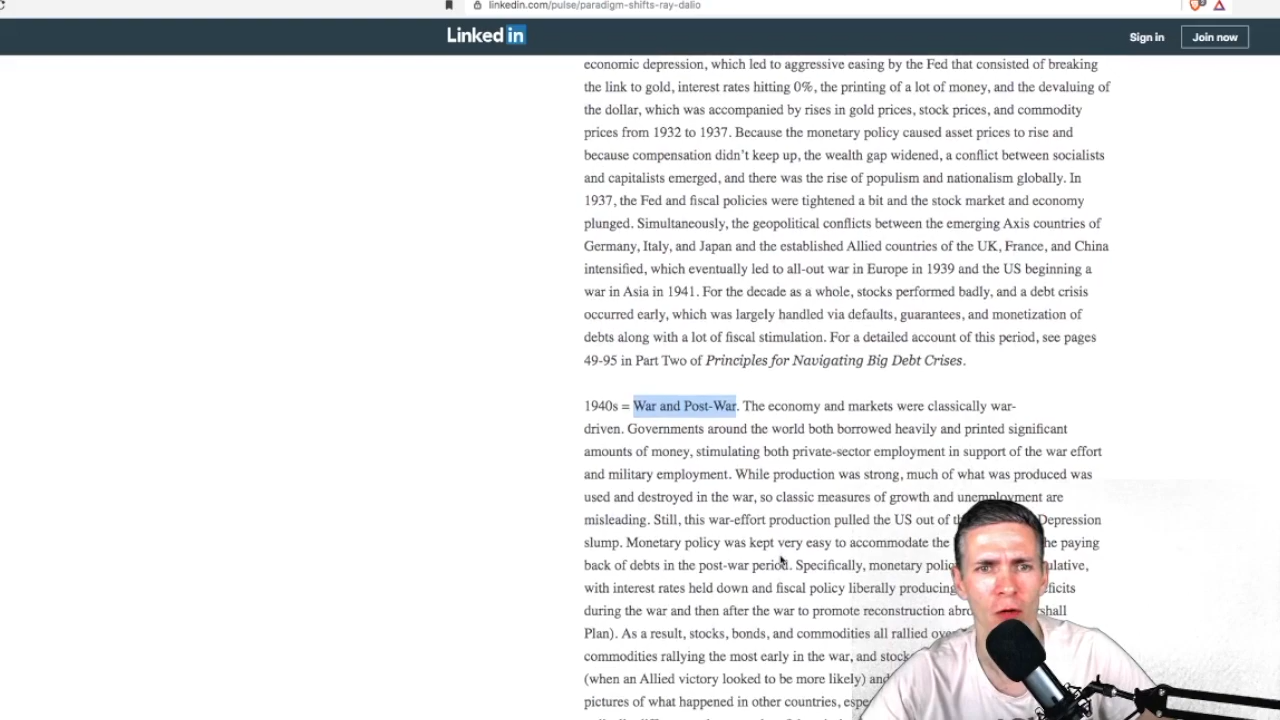 linkedin.com/pulse/paradigm-shifts-ray-dalio
Linked in
Sign in
Join now
economic depression, which led to aggressive easing by the Fed that consisted of breaking
the link to gold, interest rates hitting 0%, the printing of a lot of money, and the devaluing of
the dollar, which was accompanied by rises in gold prices, stock prices, and commodity
prices from 1932 to 1937. Because the monetary policy caused asset prices to rise and
because compensation didn't keep up, the wealth gap widened, a conflict between socialists
and capitalists emerged, and there was the rise of populism and nationalism globally. In
1937, the Fed and fiscal policies were tightened a bit and the stock market and economy
plunged. Simultaneously, the geopolitical conflicts between the emerging Axis countries of
Germany, Italy, and Japan and the established Allied countries of the UK, France, and China
intensified, which eventually led to all-out war in Europe in 1939 and the US beginning a
war in Asia in 1941. For the decade as a whole, stocks performed badly, and a debt crisis
occurred early, which was largely handled via defaults, guarantees, and monetization of
debts along with a lot of fiscal stimulation. For a detailed account of this period, see pages
49-95 in Part Two of Principles for Navigating Big Debt Crises.
1940s = War and Post-War. The economy and markets were classically war-
driven. Governments around the world both borrowed heavily and printed significant
amounts of money, stimulating both private-sector employment in support of the war effort
and military employment. While production was strong, much of what was produced was
used and destroyed in the war, so classic measures of growth and unemployment are
misleading. Still, this war-effort production pulled the US out of Depression
slump. Monetary policy was kept very easy to accommodate the paying
back of debts in the post-war period. Specifically, monetary
with interest rates held down and fiscal policy liberally producing
during the war and then after the war to promote reconstruction
Plan). As a result, stocks, bonds, and commodities all rallied
commodities rallying the most early in the war, and
(when an Allied victory looked to be more likely) and
pictures of what happened in other countries,